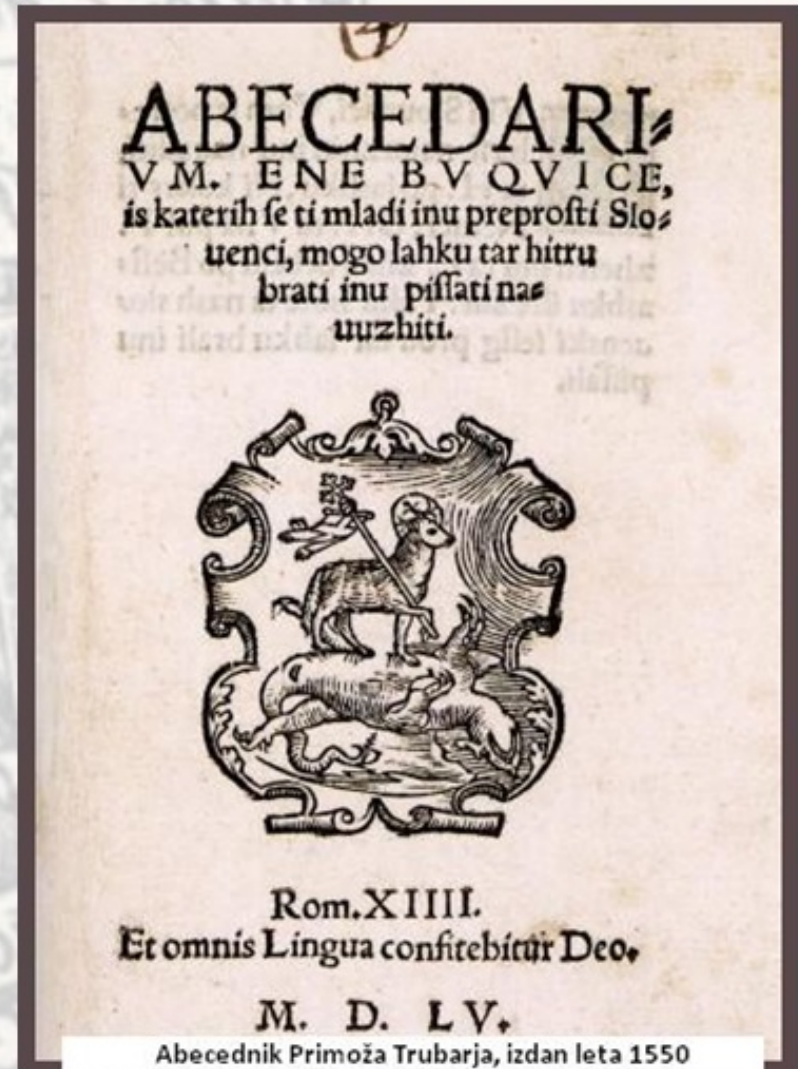 ABECEDARI⸗
VM. ENE BVQVICE,
is katerih ſe ti mladi inu preproſti Slo⸗
uenci, mogo lahku tar hitru
brati inu piſſati na⸗
uuzhiti.
Rom.XIIII.
Et omnis Lingua confitebitur Deo.
M. D. LV.
Abecednik Primoža Trubarja, izdan leta 1550